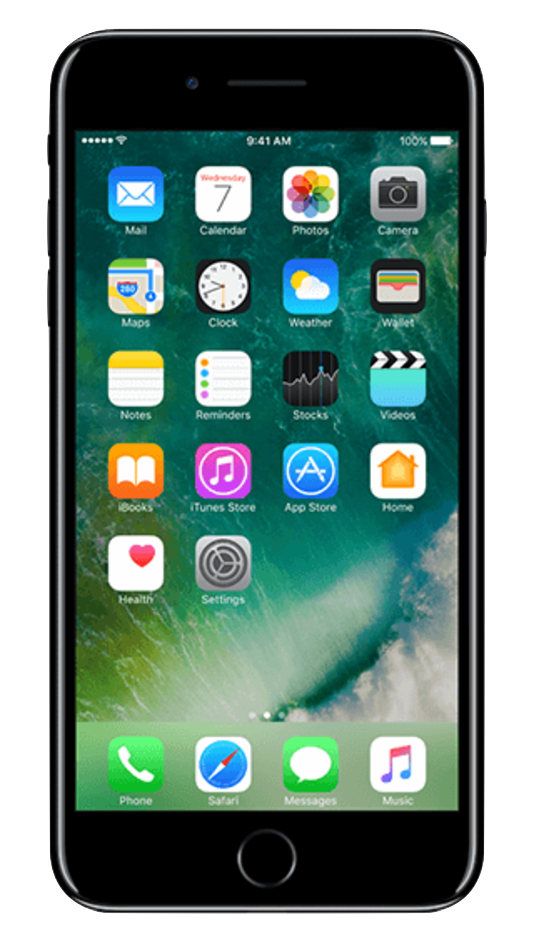 9:41 AM 100%
Wednesday
7
Mail Calendar Photos Camera
280
Maps Clock Weather Wallet
Notes Reminders Stocks Videos
iBooks iTunes Store App Store Home
Health Settings
Phone Safari Messages Music